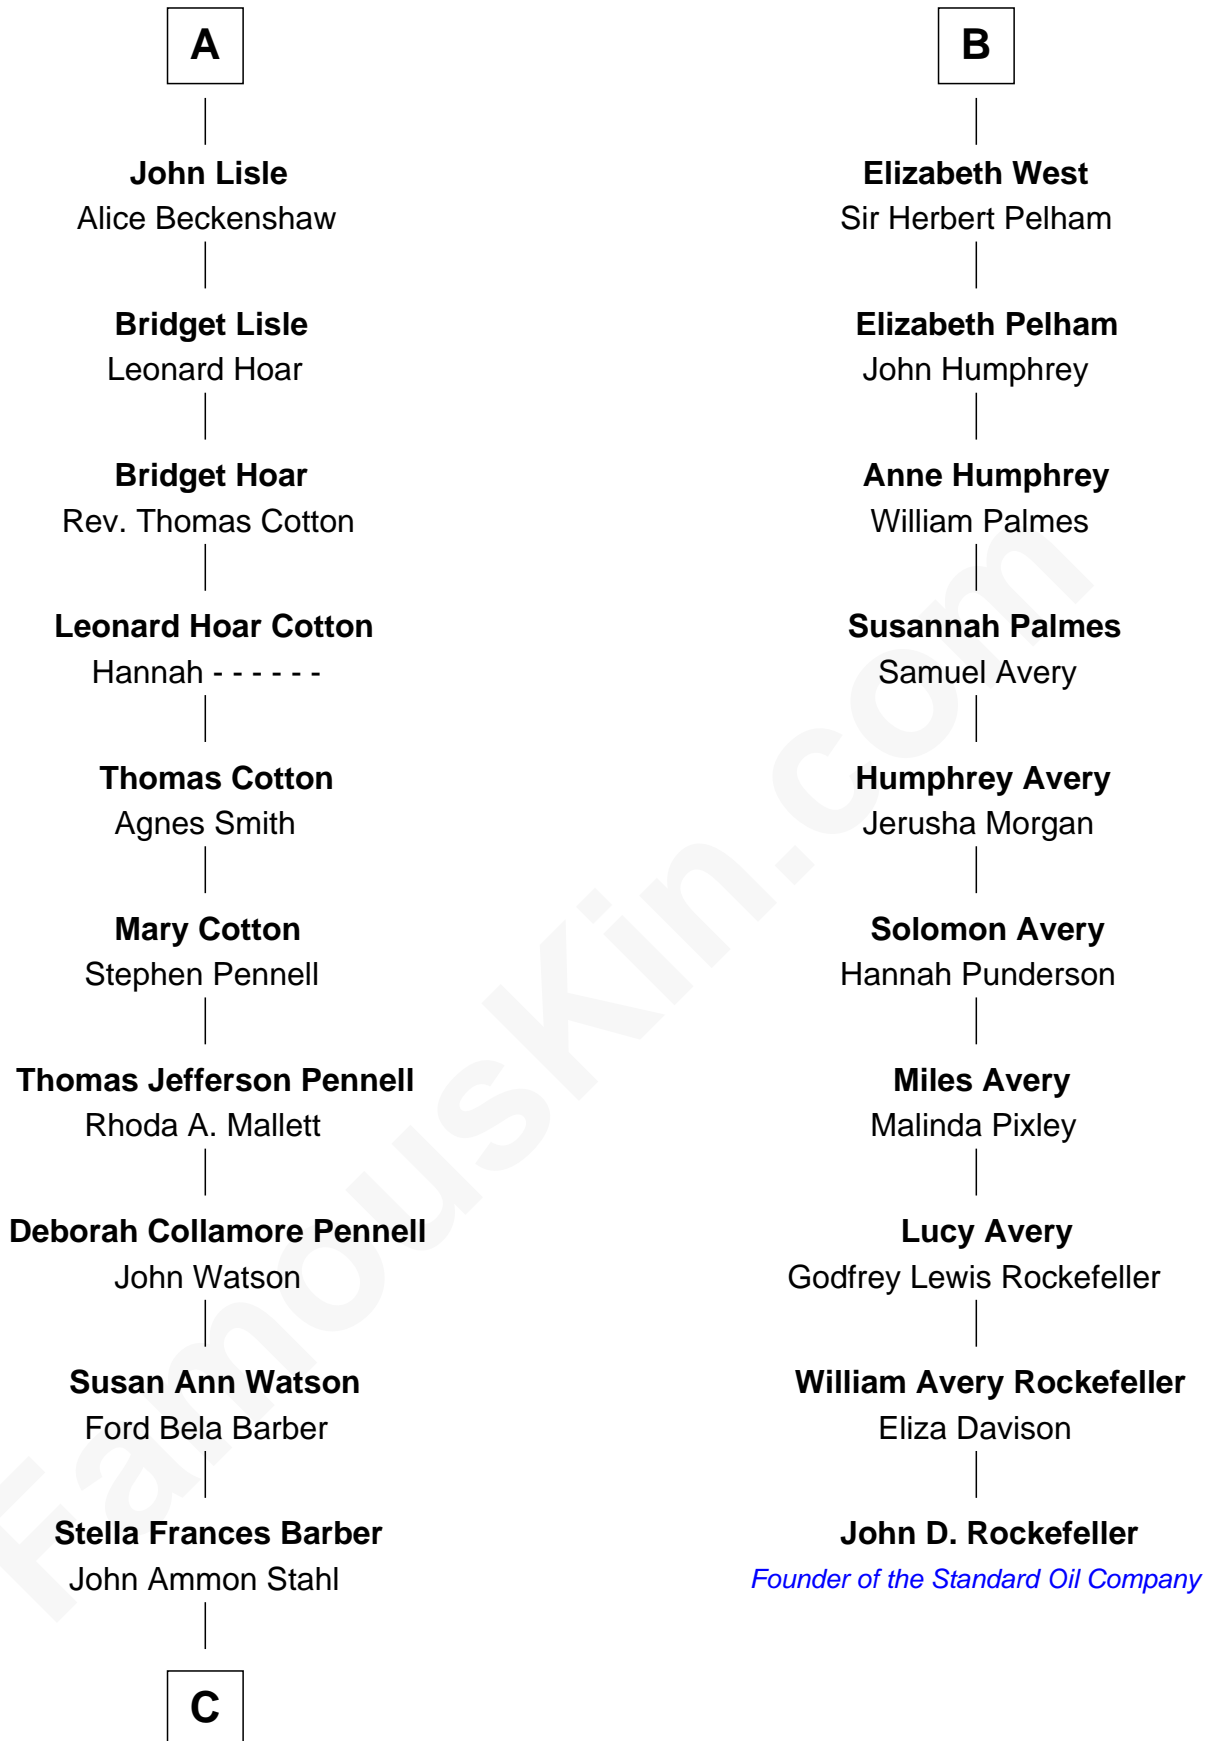 A
John Lisle
Alice Beckenshaw
Bridget Lisle
Leonard Hoar
Bridget Hoar
Rev. Thomas Cotton
Leonard Hoar Cotton
Hannah - - - - - -
Thomas Cotton
Agnes Smith
Mary Cotton
Stephen Pennell
Thomas Jefferson Pennell
Rhoda A. Mallett
Deborah Collamore Pennell
John Watson
Susan Ann Watson
Ford Bela Barber
Stella Frances Barber
John Ammon Stahl
C
B
Elizabeth West
Sir Herbert Pelham
Elizabeth Pelham
John Humphrey
Anne Humphrey
William Palmes
Susannah Palmes
Samuel Avery
Humphrey Avery
Jerusha Morgan
Solomon Avery
Hannah Punderson
Miles Avery
Malinda Pixley
Lucy Avery
Godfrey Lewis Rockefeller
William Avery Rockefeller
Eliza Davison
John D. Rockefeller
Founder of the Standard Oil Company
FamousKin.com